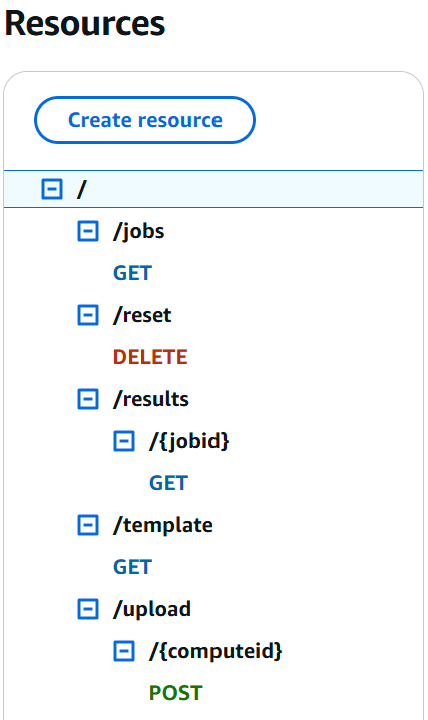 Resources
Create resource
/
/jobs
GET
/reset
DELETE
/results
/{jobid}
GET
/template
GET
/upload
/{computeid}
POST